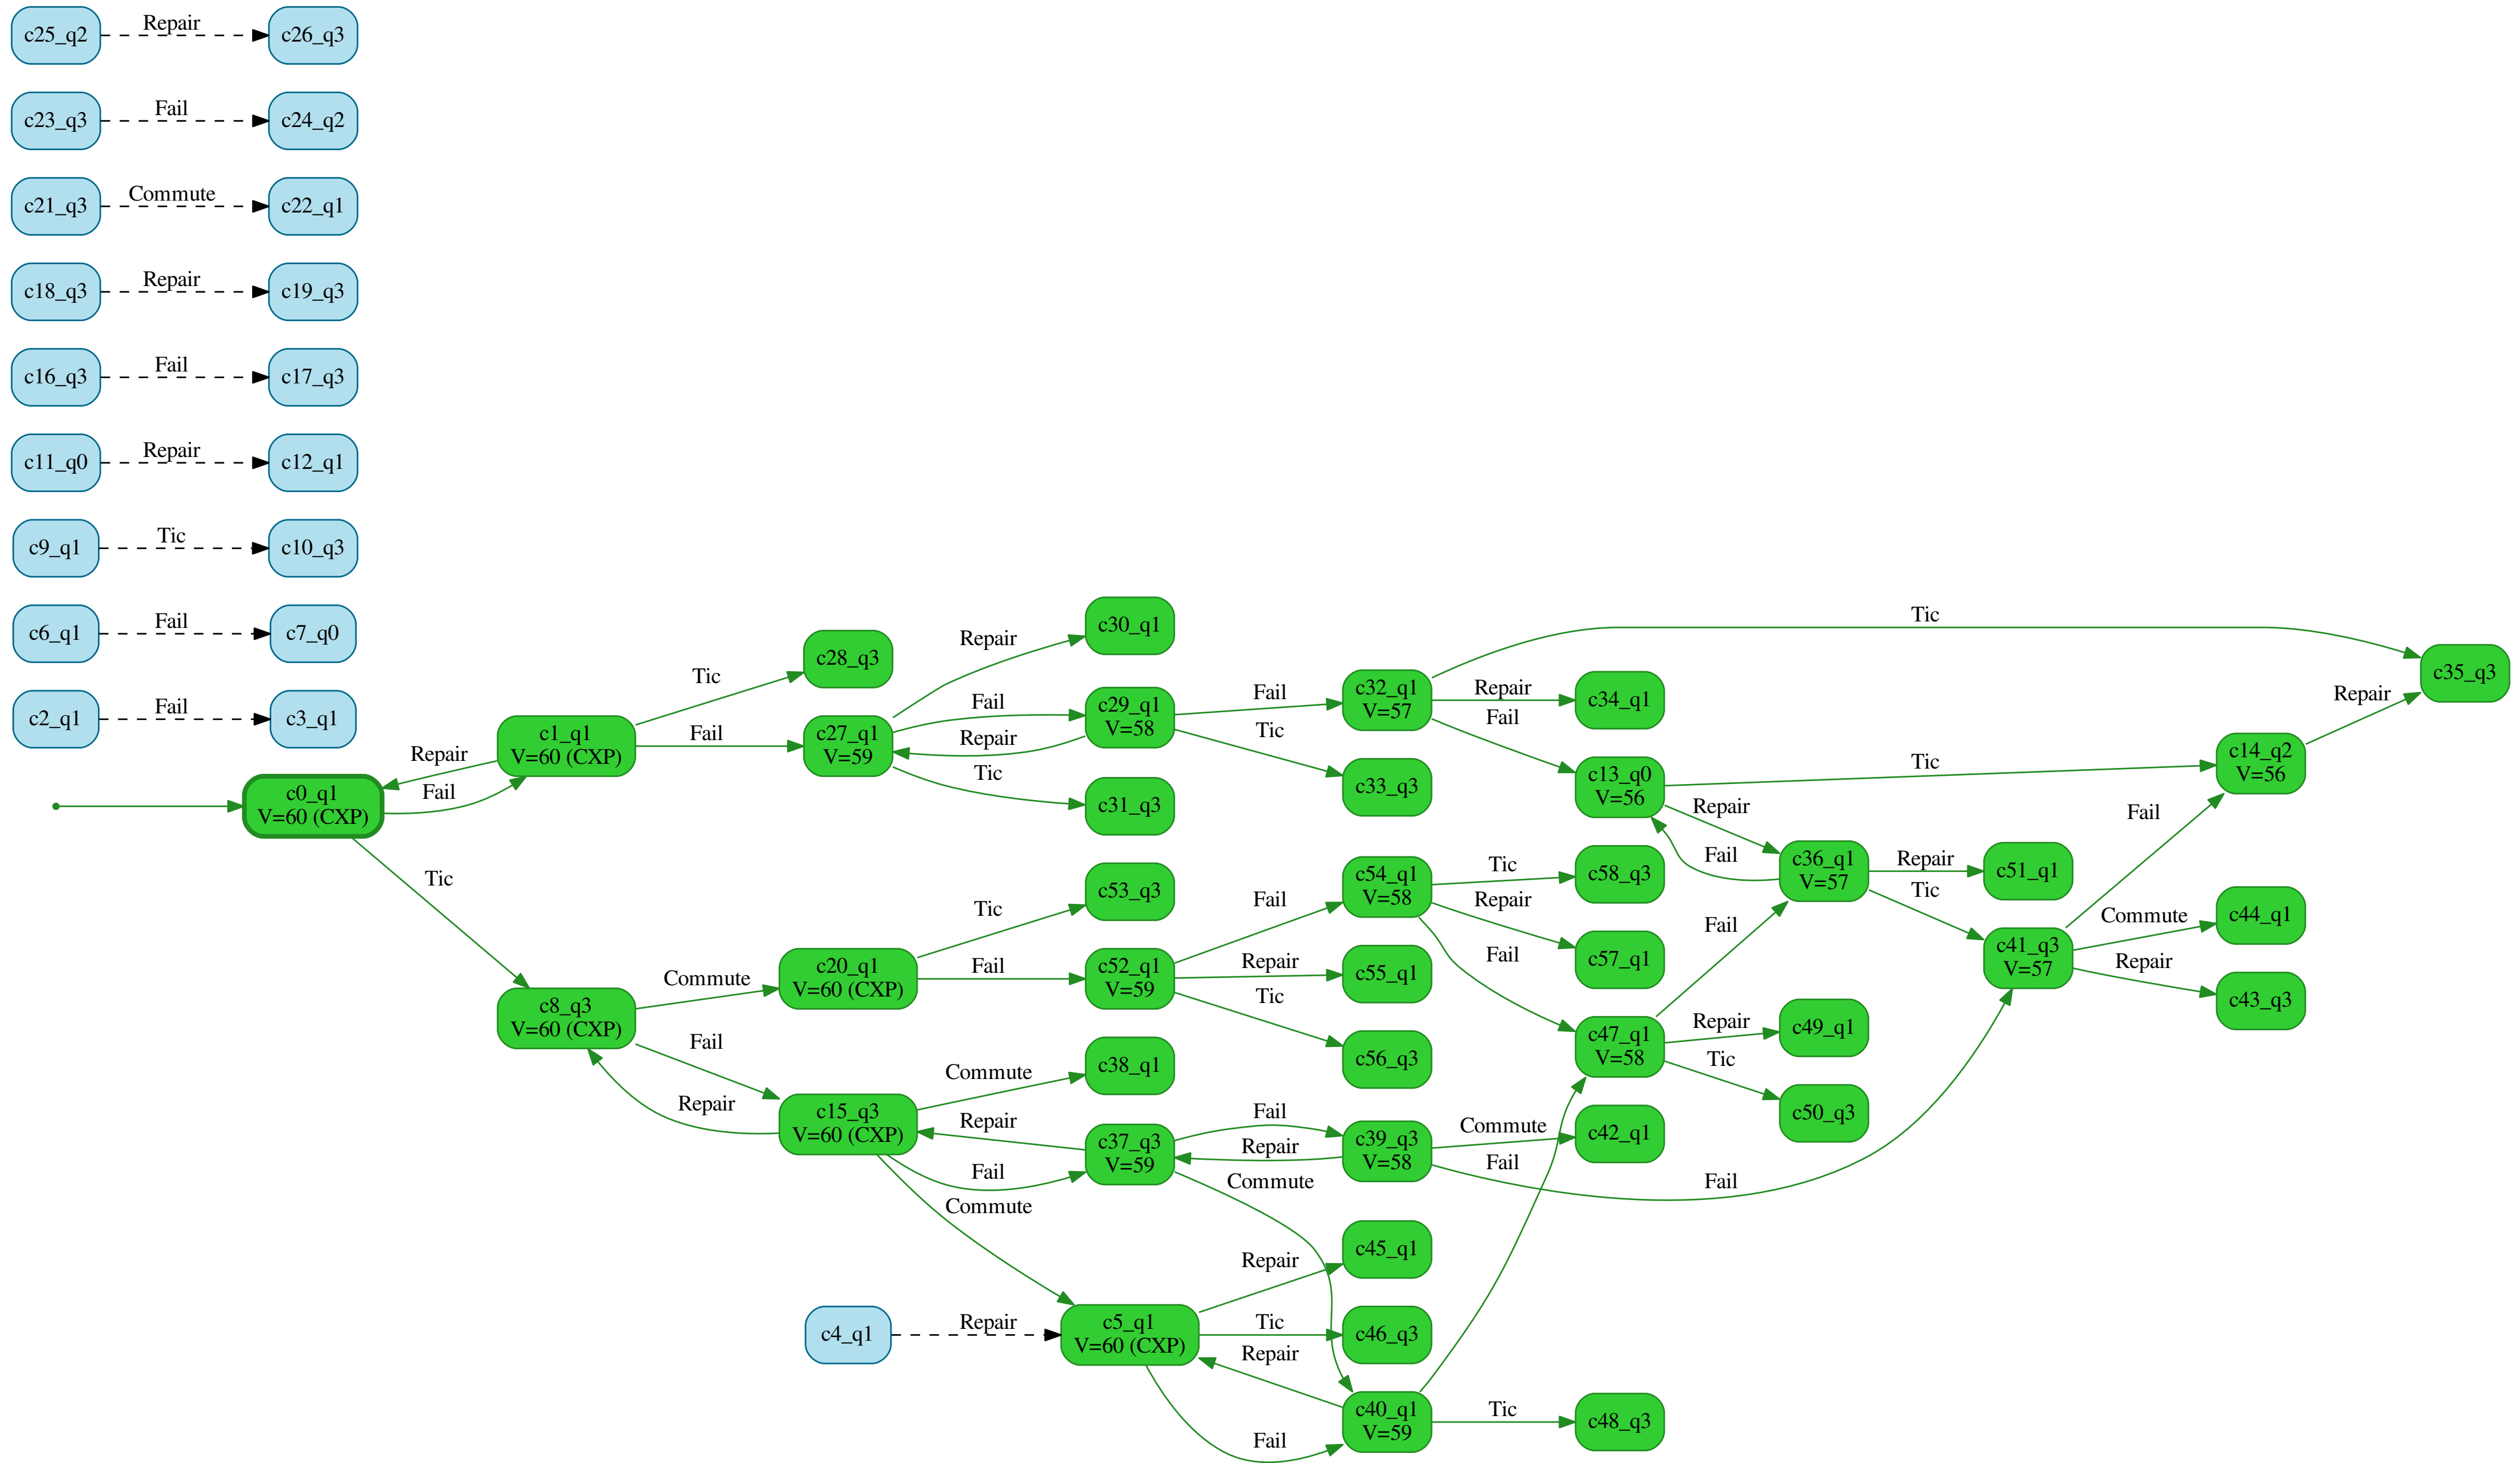 c25_q2
Repair
c26_q3
c23_q3
Fail
c24_q2
c21_q3
Commute
c22_q1
c18_q3
Repair
c19_q3
c16_q3
Fail
c17_q3
c11_q0
Repair
c12_q1
c9_q1
Tic
c10_q3
c6_q1
Fail
c7_q0
c2_q1
Fail
c3_q1
c0_q1
V=60 (CXP)
Repair
Fail
Tic
c1_q1
V=60 (CXP)
Tic
Fail
c28_q3
c27_q1
V=59
Repair
Fail
Repair
Tic
c30_q1
c29_q1
V=58
c31_q3
Fail
Tic
c32_q1
V=57
c33_q3
Tic
Repair
Fail
c34_q1
c13_q0
V=56
Tic
Repair
Fail
c36_q1
V=57
Repair
Tic
c51_q1
c41_q3
V=57
Fail
Commute
Repair
c14_q2
V=56
Repair
c35_q3
c44_q1
c43_q3
c8_q3
V=60 (CXP)
Commute
Fail
Repair
c20_q1
V=60 (CXP)
Tic
Fail
c53_q3
c52_q1
V=59
Fail
Repair
Tic
c54_q1
V=58
c55_q1
c56_q3
Tic
Repair
Fail
c58_q3
c57_q1
c47_q1
V=58
Fail
Repair
Tic
c49_q1
c50_q3
c15_q3
V=60 (CXP)
Commute
Repair
Fail
Commute
c38_q1
c37_q3
V=59
Fail
Repair
Commute
c39_q3
V=58
Commute
Fail
Fail
c42_q1
c4_q1
Repair
c5_q1
V=60 (CXP)
Repair
Tic
Repair
Fail
c45_q1
c46_q3
c40_q1
V=59
Tic
c48_q3